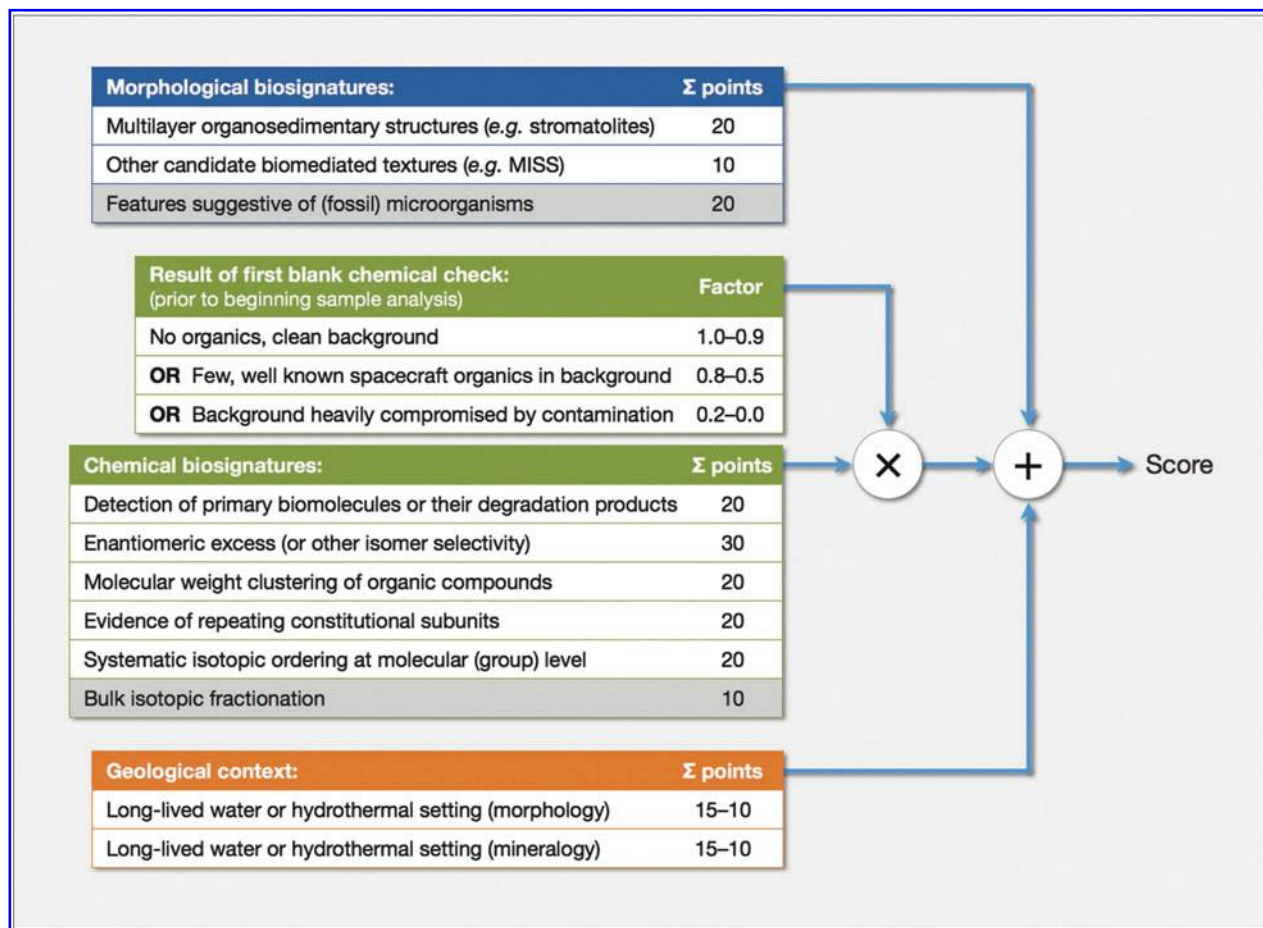 Morphological biosignatures: Σ points
Multilayer organosedimentary structures (e.g. stromatolites) 20
Other candidate biomediated textures (e.g. MISS) 10
Features suggestive of (fossil) microorganisms 20
Result of first blank chemical check: Factor
(prior to beginning sample analysis)
No organics, clean background 1.0–0.9
OR Few, well known spacecraft organics in background 0.8–0.5
OR Background heavily compromised by contamination 0.2–0.0
Chemical biosignatures: Σ points
× + Score
Detection of primary biomolecules or their degradation products 20
Enantiomeric excess (or other isomer selectivity) 30
Molecular weight clustering of organic compounds 20
Evidence of repeating constitutional subunits 20
Systematic isotopic ordering at molecular (group) level 20
Bulk isotopic fractionation 10
Geological context: Σ points
Long-lived water or hydrothermal setting (morphology) 15–10
Long-lived water or hydrothermal setting (mineralogy) 15–10